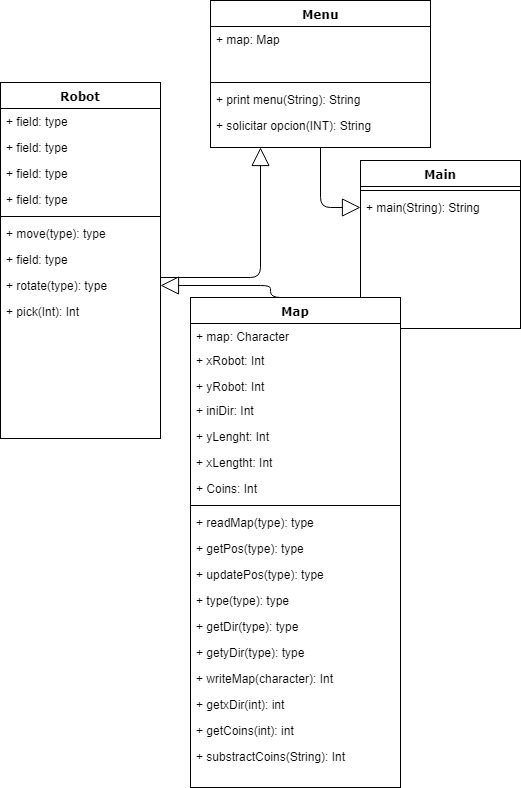 Menu
+ map: Map
+ print menu(String): String
+ solicitar opcion(INT): String
Robot
+ field: type
+ field: type
+ field: type
+ field: type
+ move(type): type
+ field: type
+ rotate(type): type
+ pick(Int): Int
Main
+ main(String): String
Map
+ map: Character
+ xRobot: Int
+ yRobot: Int
+ iniDir: Int
+ yLenght: Int
+ xLengtht: Int
+ Coins: Int
+ readMap(type): type
+ getPos(type): type
+ updatePos(type): type
+ type(type): type
+ getDir(type): type
+ getyDir(type): type
+ writeMap(character): Int
+ getxDir(int): int
+ getCoins(int): int
+ substractCoins(String): Int